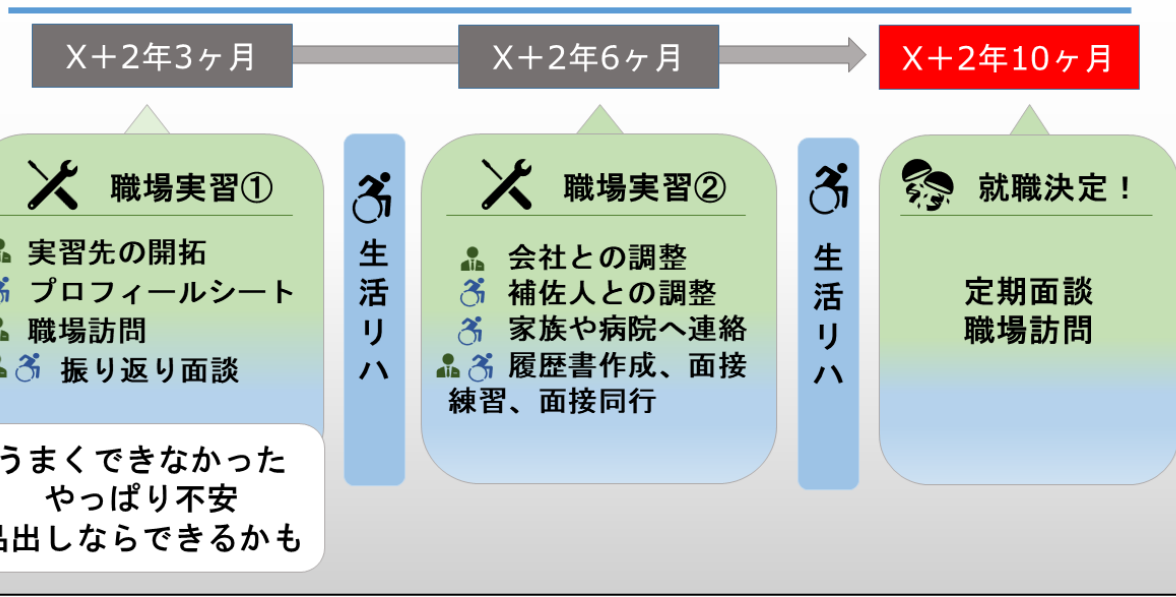 X＋2年3ヶ月
X＋2年6ヶ月
X＋2年10ヶ月
職場実習①
実習先の開拓
プロフィールシート
職場訪問
振り返り面談
うまくできなかった
やっぱり不安
品出しならできるかも
生活リハ
職場実習②
会社との調整
補佐人との調整
家族や病院へ連絡
履歴書作成、面接
練習、面接同行
生活リハ
就職決定！
定期面談
職場訪問